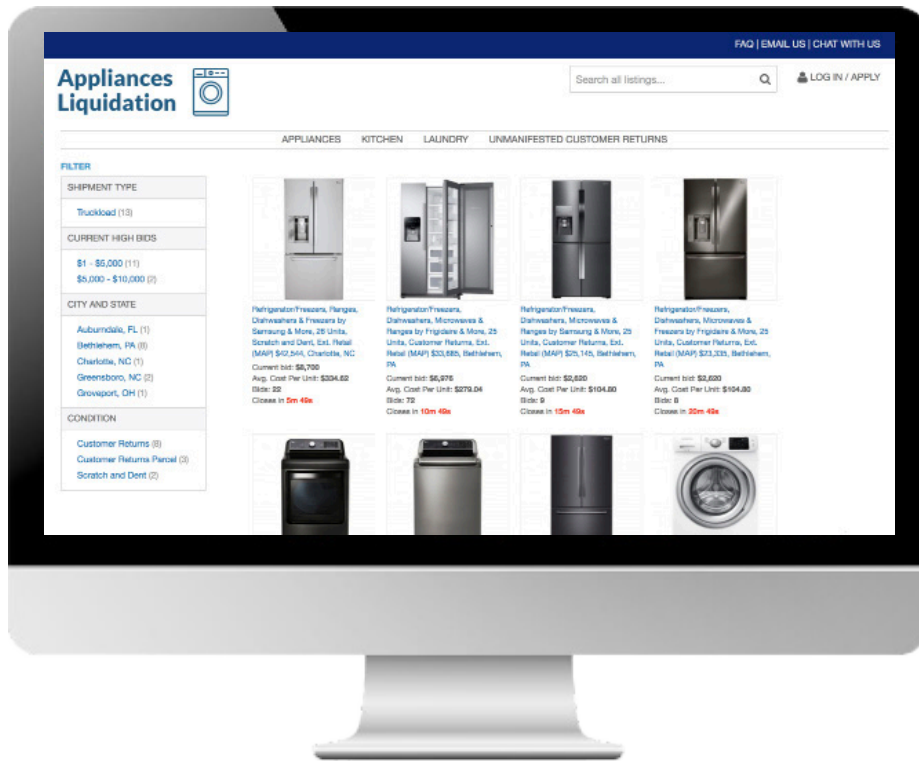 FAQ | EMAIL US | CHAT WITH US
Appliances
Liquidation
Search all listings...
LOG IN / APPLY
APPLIANCES KITCHEN LAUNDRY UNMANIFESTED CUSTOMER RETURNS
FILTER
SHIPMENT TYPE
Truckload (13)
CURRENT HIGH BIDS
$1 - $5,000 (11)
$5,000 - $10,000 (2)
CITY AND STATE
Auburndale, FL (1)
Bethlehem, PA (8)
Charlotte, NC (1)
Greensboro, NC (2)
Groveport, OH (1)
CONDITION
Customer Returns (8)
Customer Returns Parcel (3)
Scratch and Dent (2)
Refrigerator/Freezers, Ranges,
Dishwashers & Freezers by
Samsung & More, 26 Units,
Scratch and Dent, Ext. Retail
(MAP) $42,544, Charlotte, NC
Current bid: $8,700
Avg. Cost Per Unit: $334.62
Bids: 22
Closes in 5m 49s
Refrigerator/Freezers,
Dishwashers, Microwaves &
Ranges by Frigidaire & More, 25
Units, Customer Returns, Ext.
Retail (MAP) $33,685, Bethlehem,
PA
Current bid: $6,976
Avg. Cost Per Unit: $279.04
Bids: 72
Closes in 10m 49s
Refrigerator/Freezers,
Dishwashers, Microwaves &
Ranges by Samsung & More, 25
Units, Customer Returns, Ext.
Retail (MAP) $25,145, Bethlehem,
PA
Current bid: $2,620
Avg. Cost Per Unit: $104.80
Bids: 9
Closes in 15m 49s
Refrigerator/Freezers,
Dishwashers, Microwaves &
Freezers by Frigidaire & More, 25
Units, Customer Returns, Ext.
Retail (MAP) $23,335, Bethlehem,
PA
Current bid: $2,620
Avg. Cost Per Unit: $104.80
Bids: 8
Closes in 20m 49s